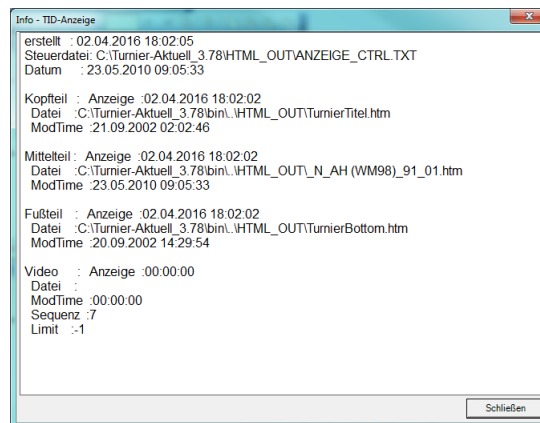 Info - TID-Anzeige
erstellt : 02.04.2016 18:02:05
Steuerdatei: C:\Turnier-Aktuell_3.78\HTML_OUT\ANZEIGE_CTRL.TXT
Datum : 23.05.2010 09:05:33
Kopfteil : Anzeige :02.04.2016 18:02:02
Datei :C:\Turnier-Aktuell_3.78\bin\..\HTML_OUT\TurnierTitel.htm
ModTime :21.09.2002 02:02:46
Mittelteil : Anzeige :02.04.2016 18:02:02
Datei :C:\Turnier-Aktuell_3.78\bin\..\HTML_OUT\_N_AH (WM98)_91_01.htm
ModTime :23.05.2010 09:05:33
Fußteil : Anzeige :02.04.2016 18:02:02
Datei :C:\Turnier-Aktuell_3.78\bin\..\HTML_OUT\TurnierBottom.htm
ModTime :20.09.2002 14:29:54
Video : Anzeige :00:00:00
Datei :
ModTime :00:00:00
Sequenz :7
Limit :-1
Schließen